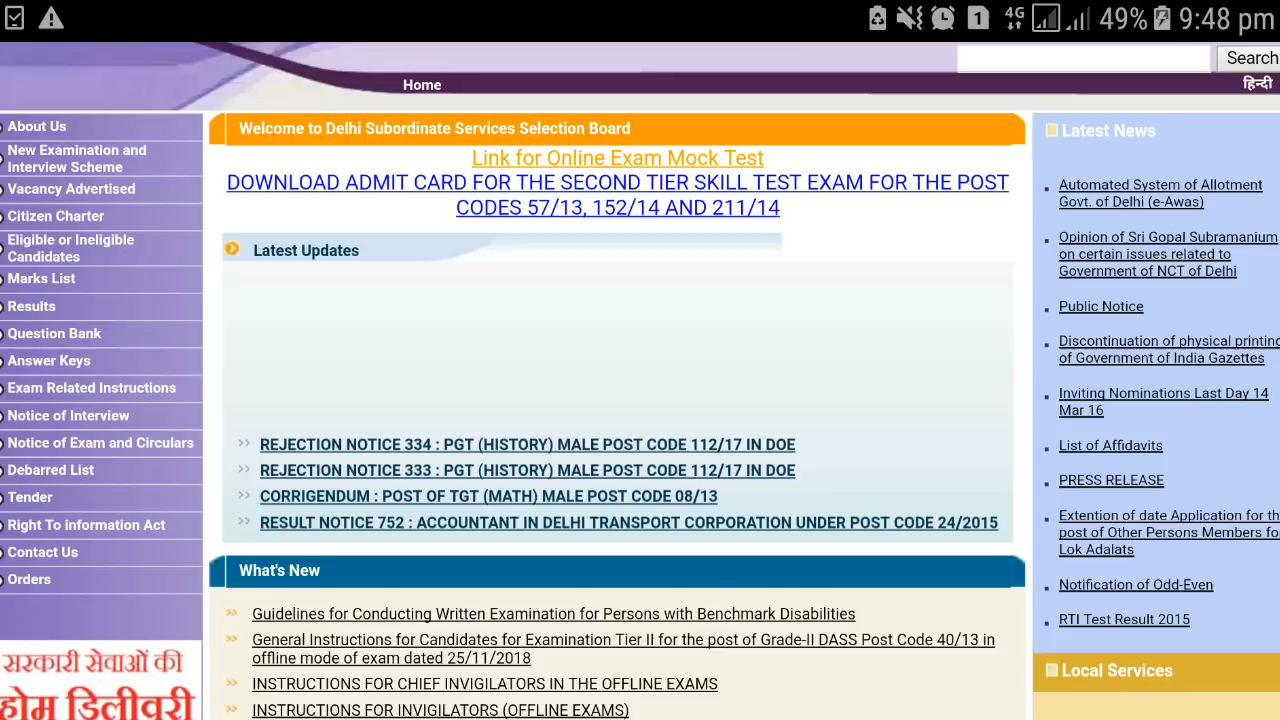 4G 49% 9:48 pm
Search
Home
हिन्दी
About Us
New Examination and
Interview Scheme
Vacancy Advertised
Citizen Charter
Eligible or Ineligible
Candidates
Marks List
Results
Question Bank
Answer Keys
Exam Related Instructions
Notice of Interview
Notice of Exam and Circulars
Debarred List
Tender
Right To information Act
Contact Us
Orders
सरकारी सेवाओं की
होम डिलीवरी
Welcome to Delhi Subordinate Services Selection Board
Link for Online Exam Mock Test
DOWNLOAD ADMIT CARD FOR THE SECOND TIER SKILL TEST EXAM FOR THE POST
CODES 57/13, 152/14 AND 211/14
Latest Updates
REJECTION NOTICE 334 : PGT (HISTORY) MALE POST CODE 112/17 IN DOE
REJECTION NOTICE 333 : PGT (HISTORY) MALE POST CODE 112/17 IN DOE
CORRIGENDUM : POST OF TGT (MATH) MALE POST CODE 08/13
RESULT NOTICE 752 : ACCOUNTANT IN DELHI TRANSPORT CORPORATION UNDER POST CODE 24/2015
What's New
Guidelines for Conducting Written Examination for Persons with Benchmark Disabilities
General Instructions for Candidates for Examination Tier II for the post of Grade-II DASS Post Code 40/13 in
offline mode of exam dated 25/11/2018
INSTRUCTIONS FOR CHIEF INVIGILATORS IN THE OFFLINE EXAMS
INSTRUCTIONS FOR INVIGILATORS (OFFLINE EXAMS)
Latest News
Automated System of Allotment
Govt. of Delhi (e-Awas)
Opinion of Sri Gopal Subramanium
on certain issues related to
Government of NCT of Delhi
Public Notice
Discontinuation of physical printing
of Government of India Gazettes
Inviting Nominations Last Day 14
Mar 16
List of Affidavits
PRESS RELEASE
Extention of date Application for th
post of Other Persons Members fo
Lok Adalats
Notification of Odd-Even
RTI Test Result 2015
Local Services